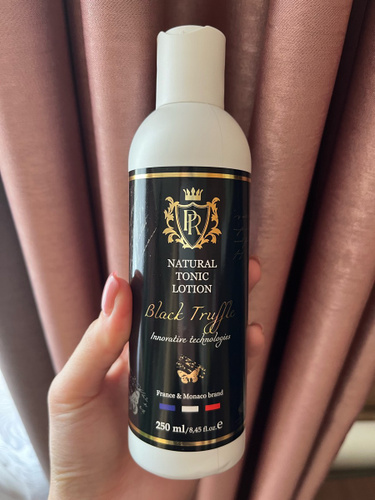 PR
NATURAL
TONIC
LOTION
Black Truffle
Innovative technologies
France & Monaco brand
250 ml/8,45 fl oz.e